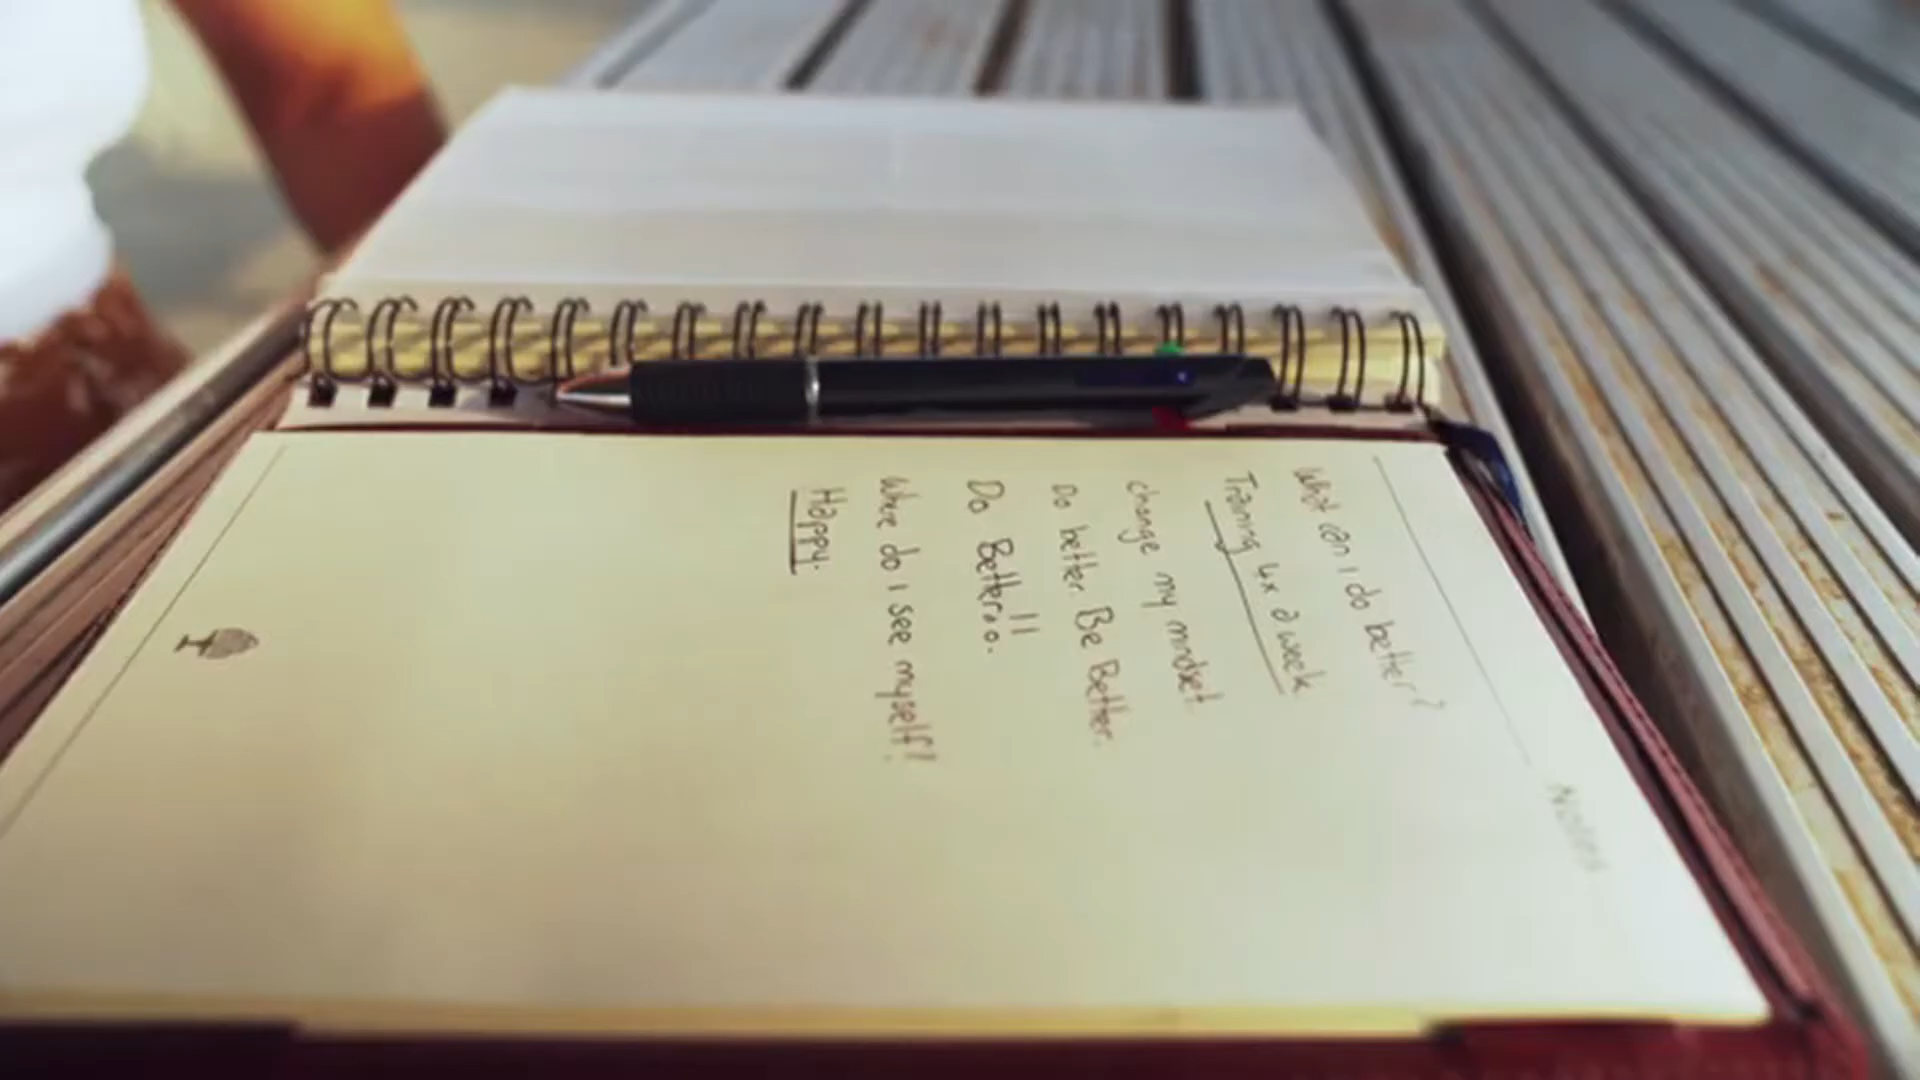 Notes
What can I do better?
Training 4x a week
change my mindset
Do better. Be Better.
Do Better!!...
Where do I see myself?
Happy.